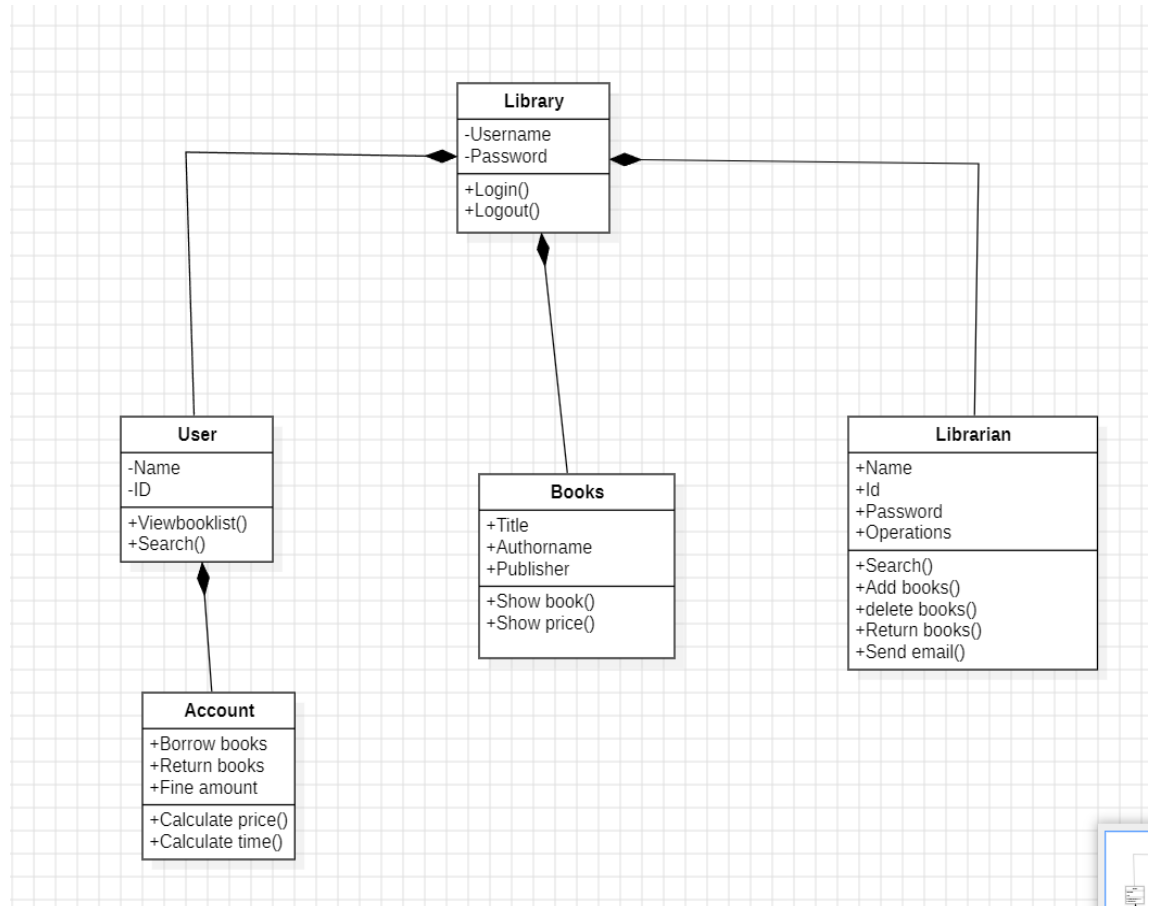 Library
-Username
-Password
+Login()
+Logout()
User
-Name
-ID
+Viewbooklist()
+Search()
Books
+Title
+Authorname
+Publisher
+Show book()
+Show price()
Librarian
+Name
+Id
+Password
+Operations
+Search()
+Add books()
+delete books()
+Return books()
+Send email()
Account
+Borrow books
+Return books
+Fine amount
+Calculate price()
+Calculate time()